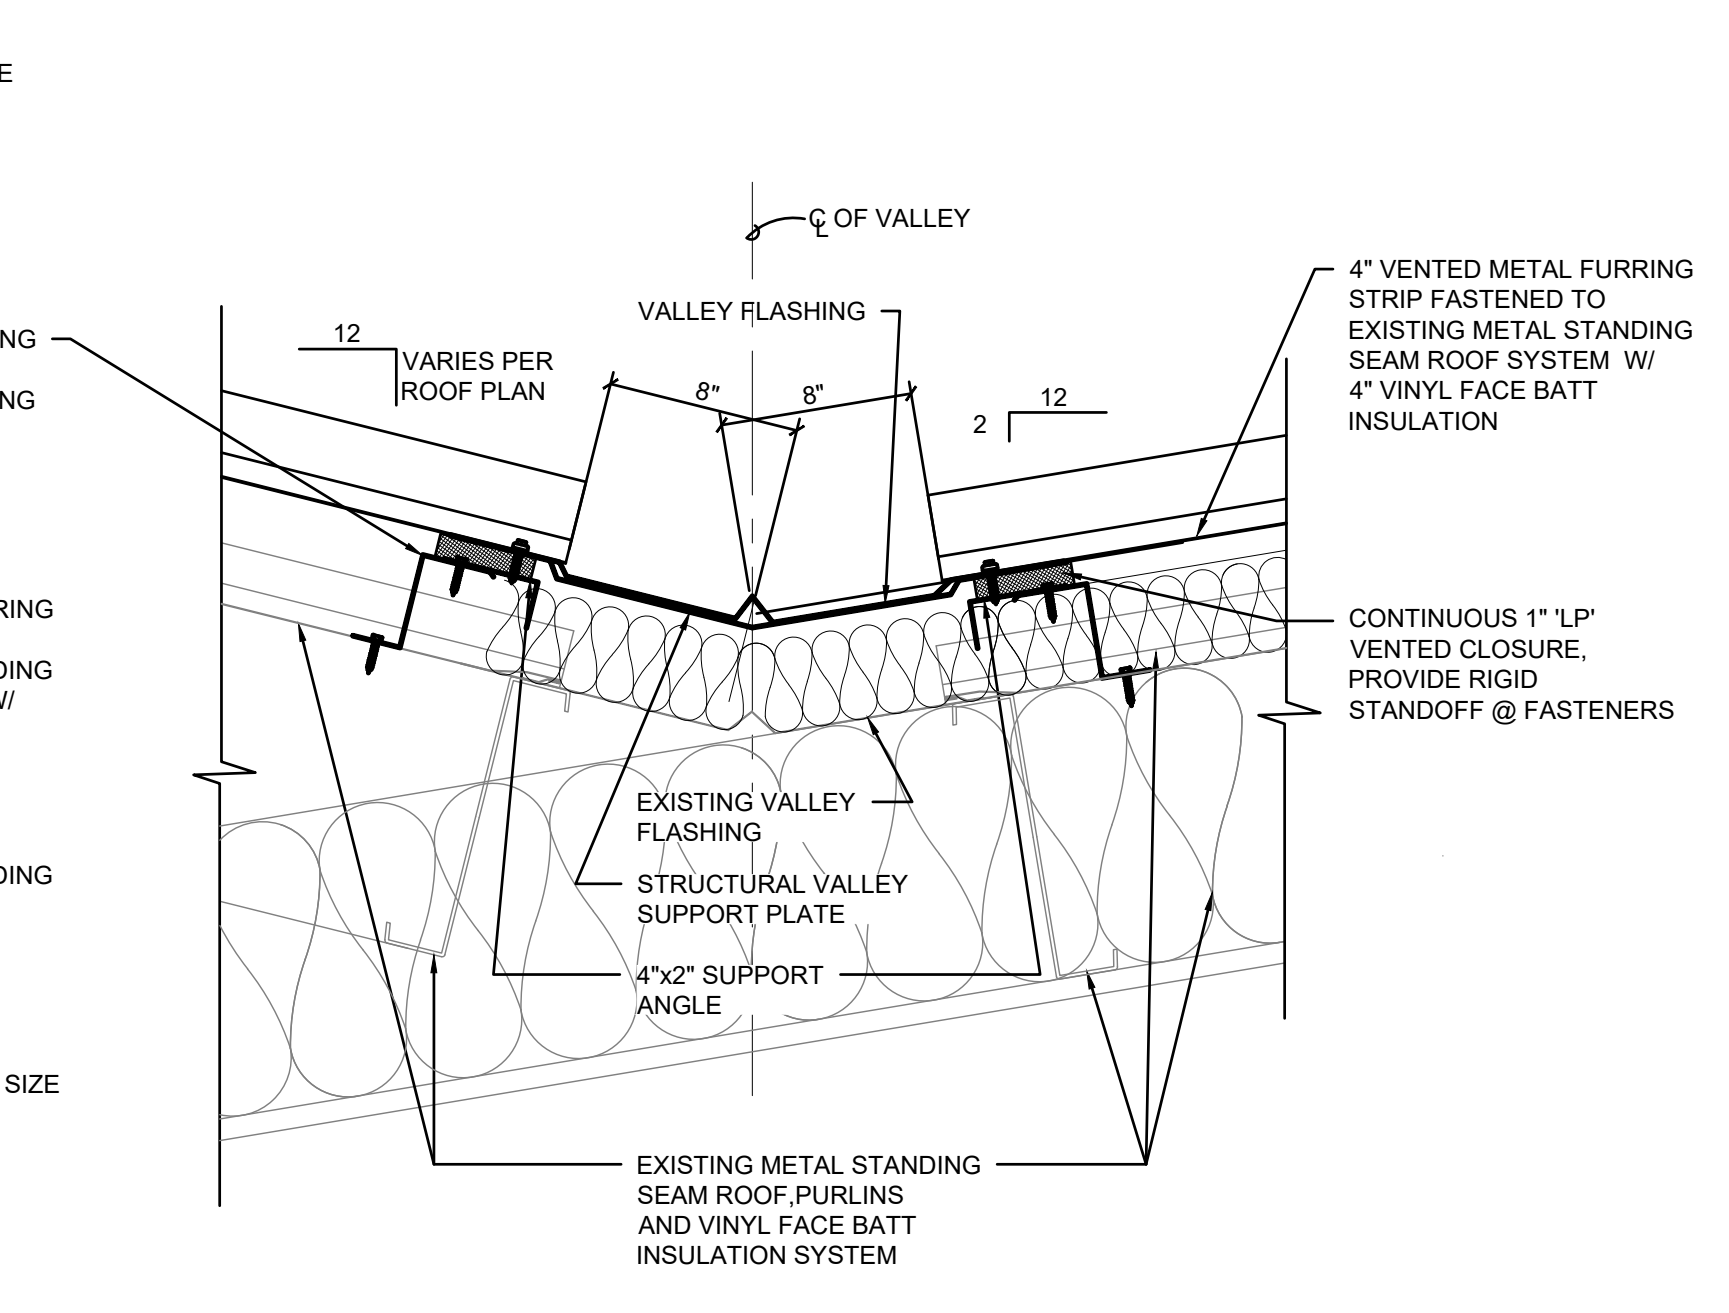 E
℄ OF VALLEY
4" VENTED METAL FURRING
STRIP FASTENED TO
EXISTING METAL STANDING
SEAM ROOF SYSTEM W/
4" VINYL FACE BATT
INSULATION
VALLEY FLASHING
NG
12
VARIES PER
ROOF PLAN
8"
8"
12
2
NG
RING
DING
W/
CONTINUOUS 1" 'LP'
VENTED CLOSURE,
PROVIDE RIGID
STANDOFF @ FASTENERS
EXISTING VALLEY
FLASHING
DING
STRUCTURAL VALLEY
SUPPORT PLATE
4"x2" SUPPORT
ANGLE
SIZE
EXISTING METAL STANDING
SEAM ROOF,PURLINS
AND VINYL FACE BATT
INSULATION SYSTEM